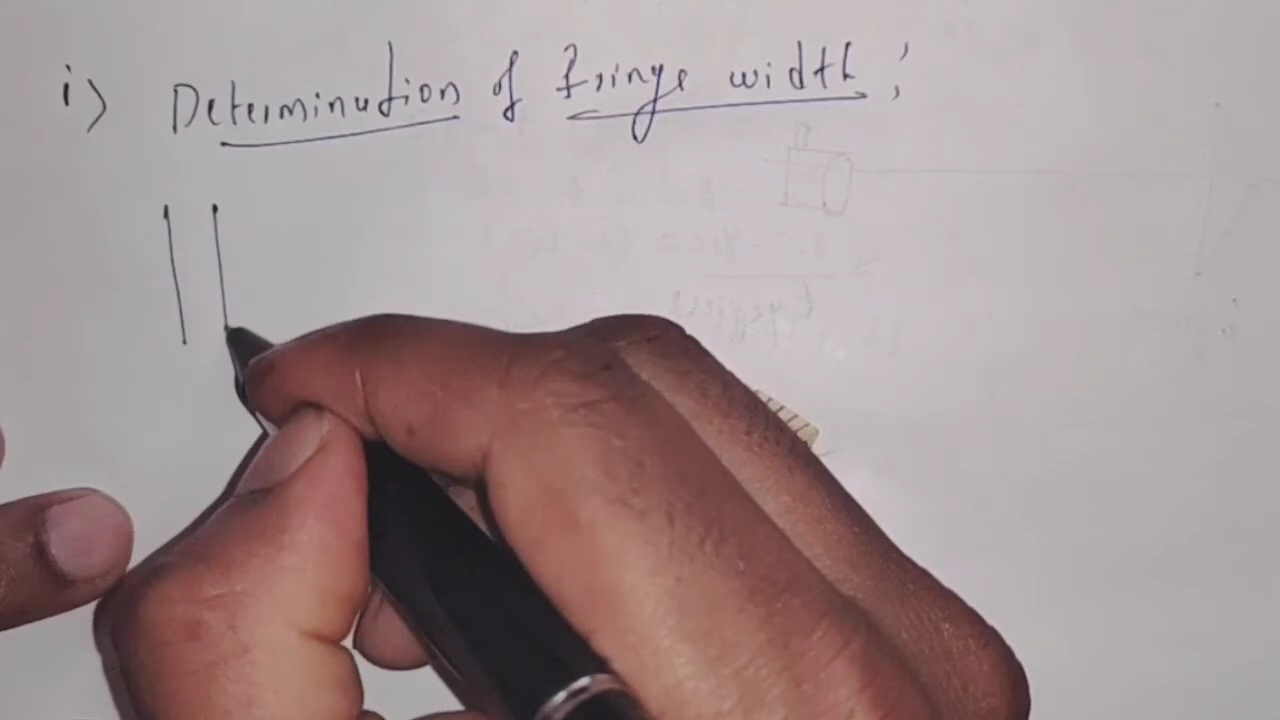 i) Determination of fringe width :